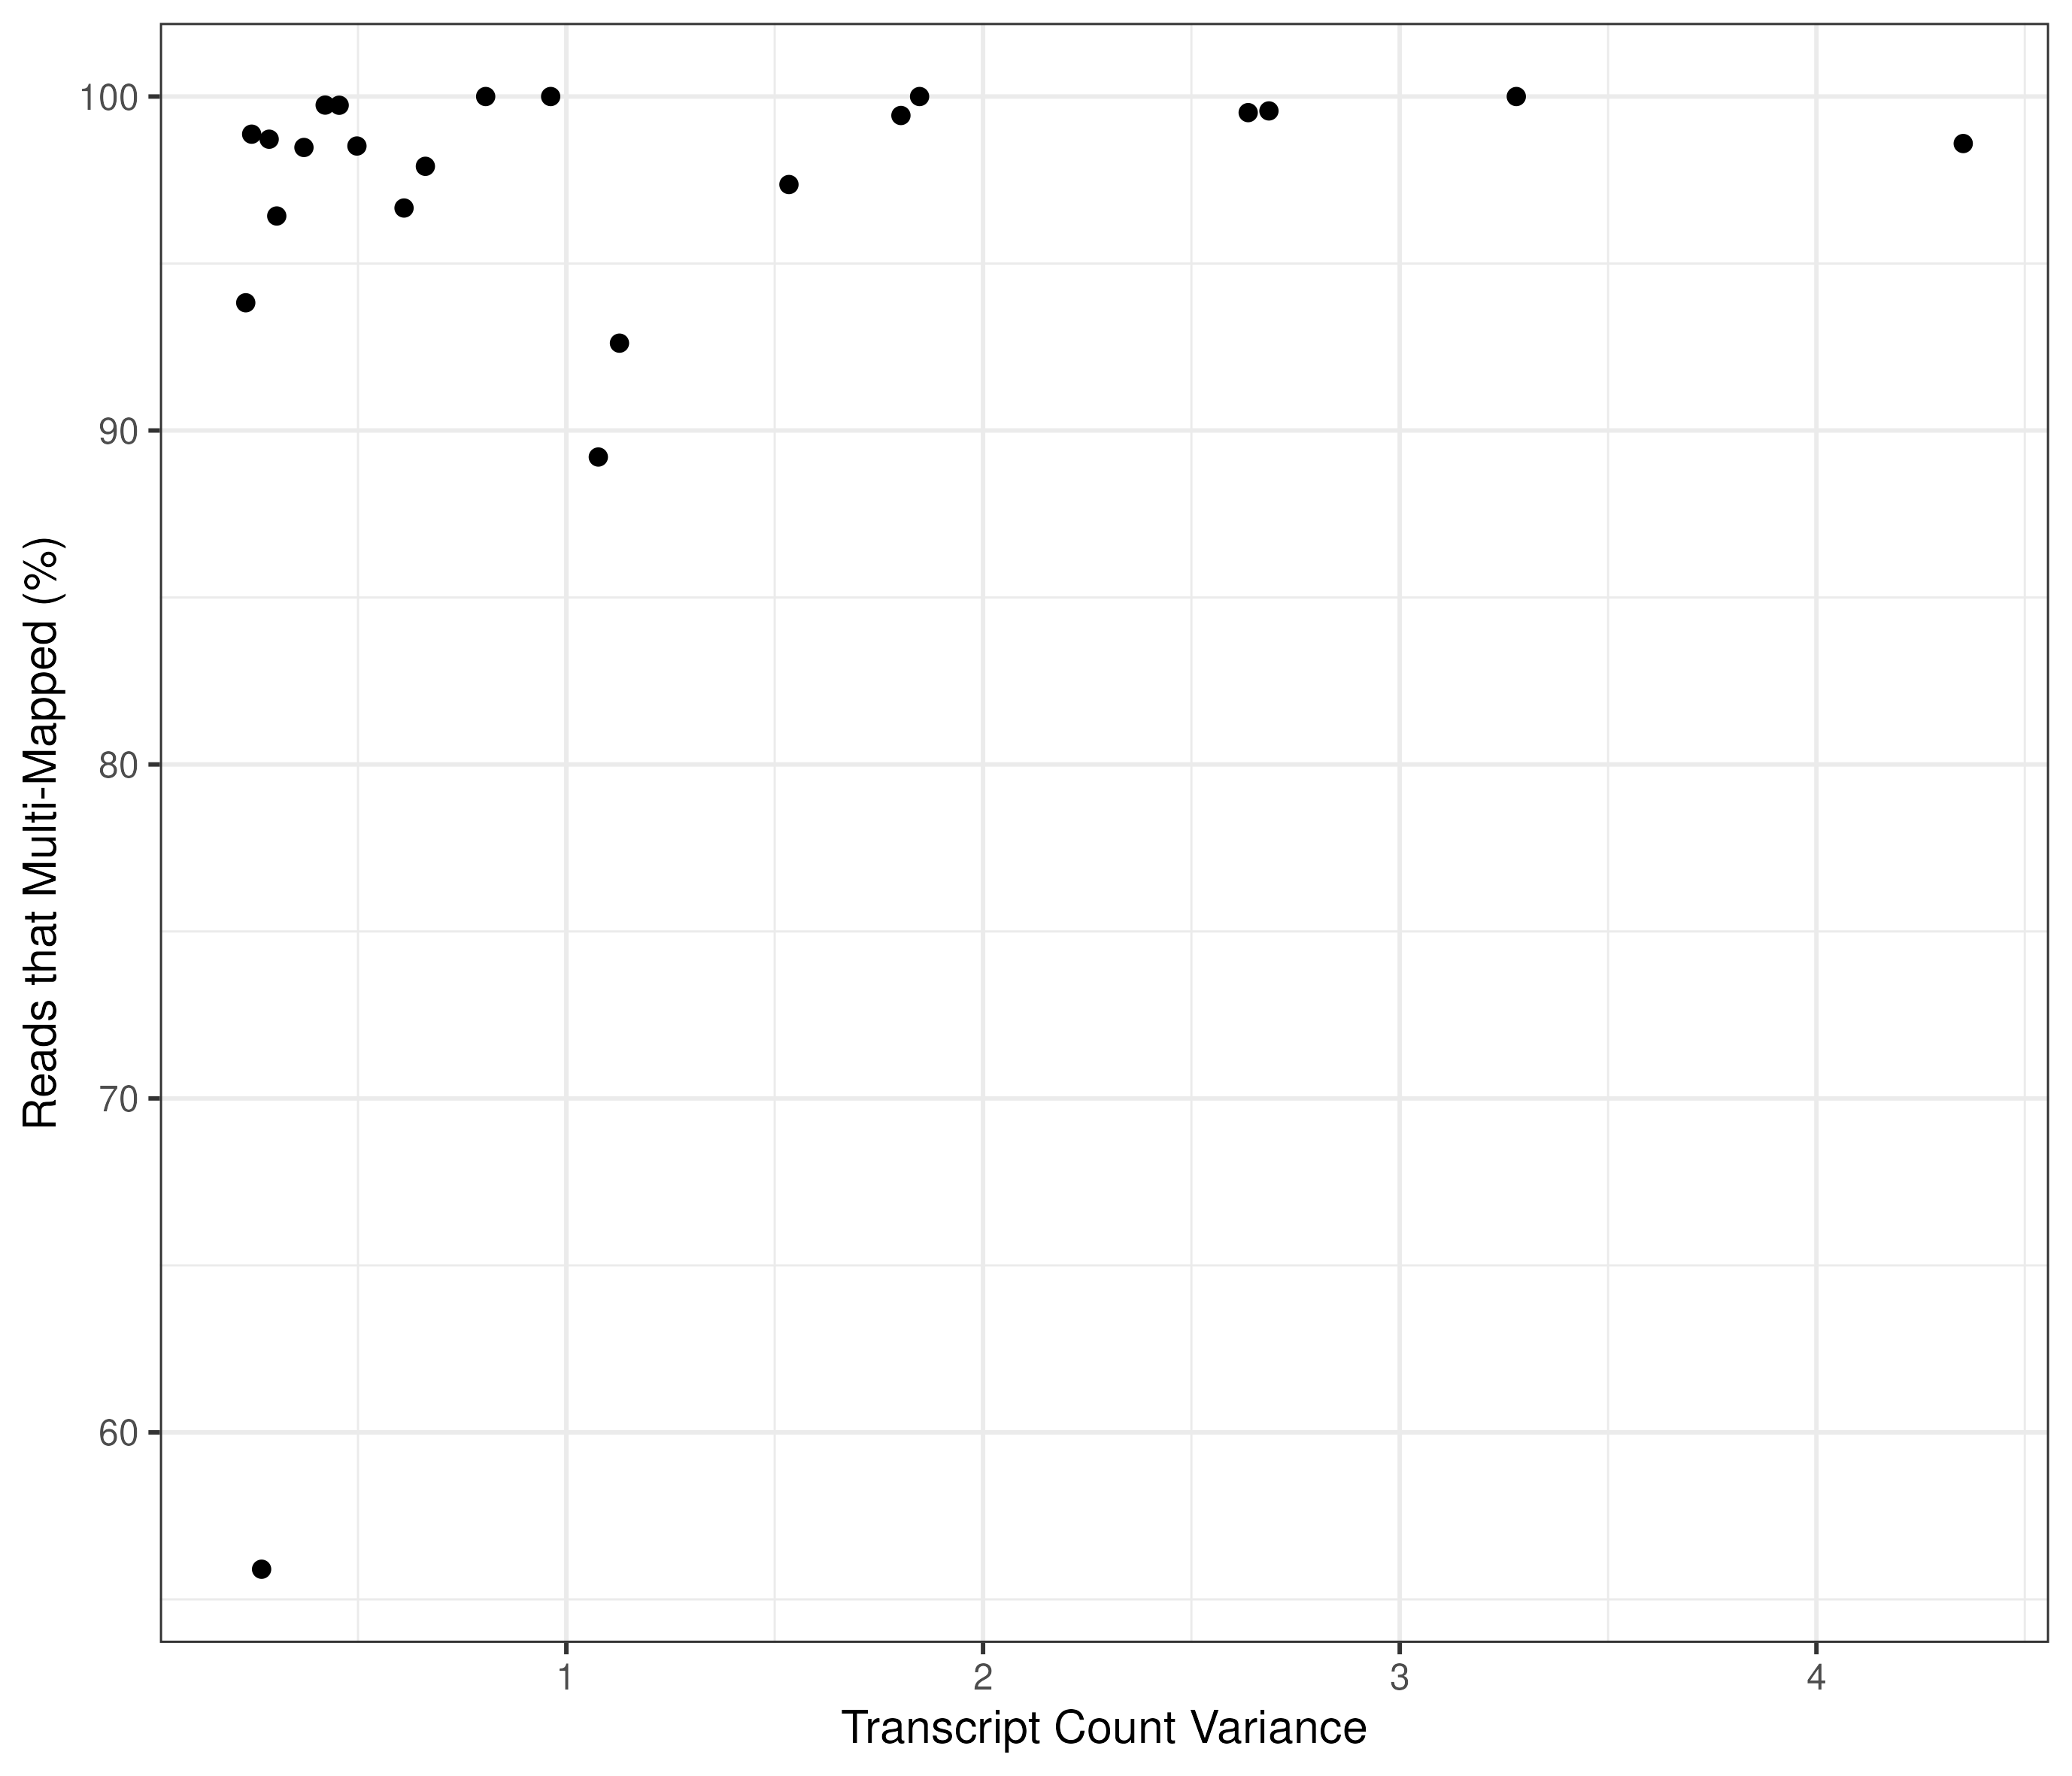 Reads that Multi-Mapped (%)
100
90
80
70
60
1 2 3 4
Transcript Count Variance